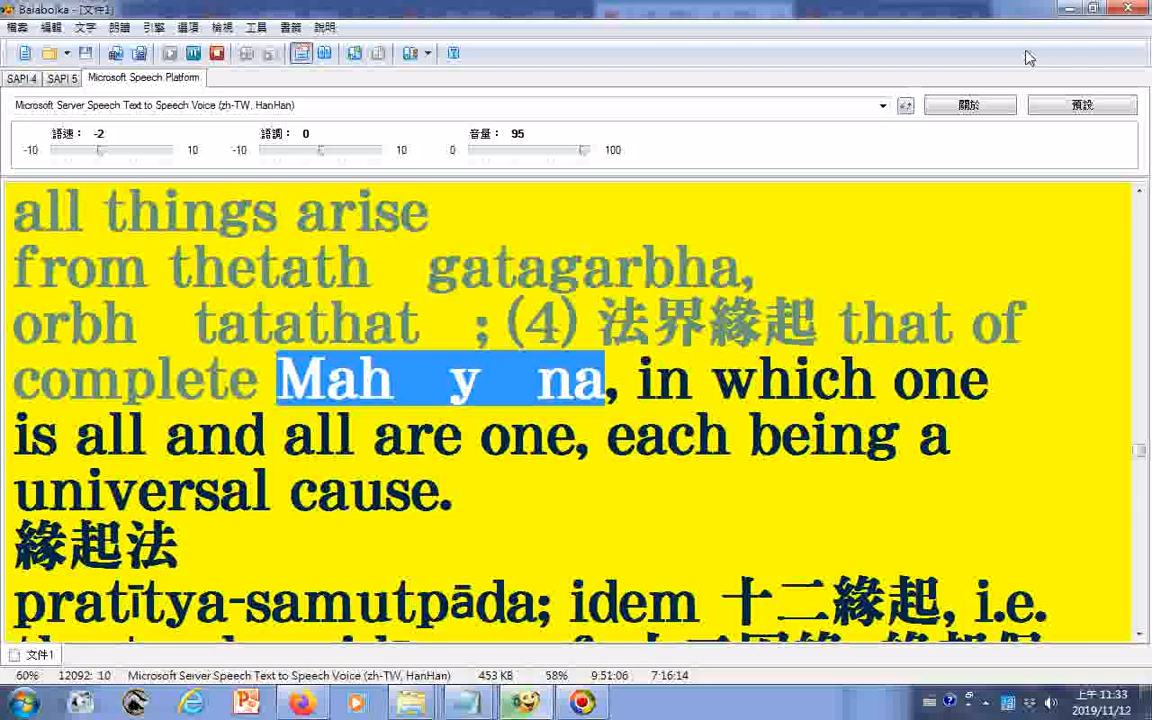 Balabolka - [文件1]
檔案 編輯 文字 朗讀 引擎 選項 檢視 工具 書籤 說明
SAPI 4 SAPI 5 Microsoft Speech Platform
Microsoft Server Speech Text to Speech Voice (zh-TW, HanHan) 關於 預設
語速： -2 語調： 0 音量： 95
-10 10 -10 10 0 100
all things arise
from thetath gatagarbha,
orbh tatathat ; (4) 法界緣起 that of
complete Mah y na, in which one
is all and all are one, each being a
universal cause.
緣起法
pratītya-samutpāda; idem 十二緣起, i.e.
文件1
60% 12092: 10 Microsoft Server Speech Text to Speech Voice (zh-TW, HanHan) 453 KB 58% 9:51:06 7:16:14
上午 11:33
2019/11/12